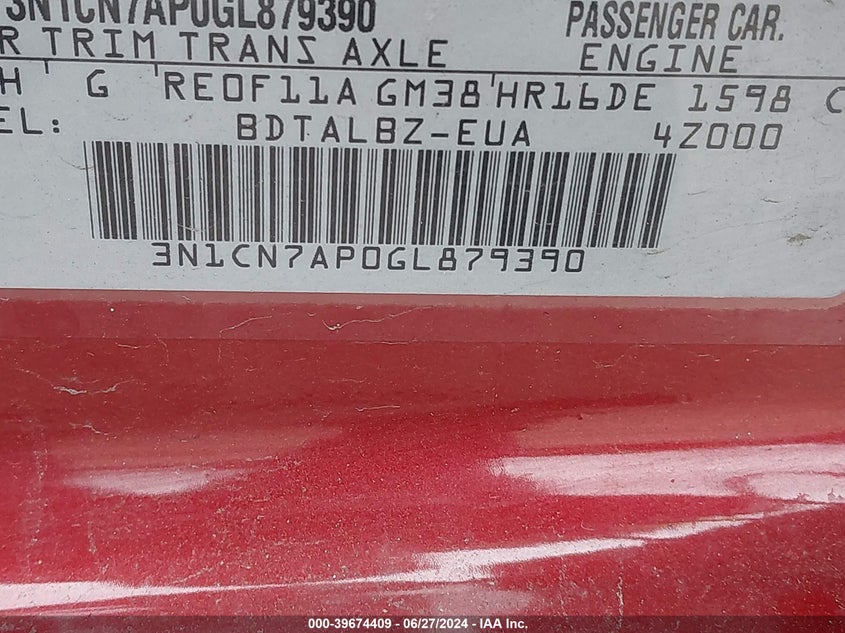 3N1CN7AP0GL879390 PASSENGER CAR.
R TRIM TRANS AXLE ENGINE
H G RE0F11A GM38 HR16DE 1598 C
EL: BDTALBZ-EUA 4Z000
3N1CN7AP0GL879390
000-39674409 / 06/27/2024 – IAA Inc.